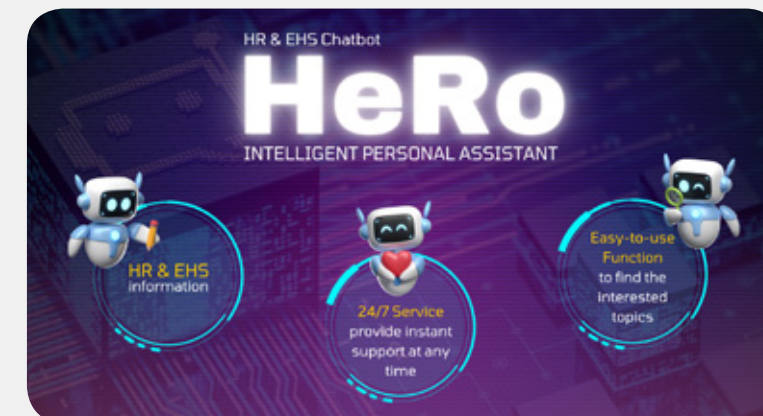 HR & EHS Chatbot
HeRo
INTELLIGENT PERSONAL ASSISTANT
HR & EHS
information
24/7 Service
provide instant
support at any
time
Easy-to-use
Function
to find the
interested
topics